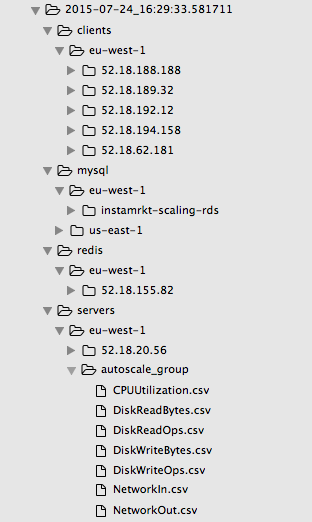 2015-07-24_16:29:33.581711
clients
eu-west-1
52.18.188.188
52.18.189.32
52.18.192.12
52.18.194.158
52.18.62.181
mysql
eu-west-1
instamrkt-scaling-rds
us-east-1
redis
eu-west-1
52.18.155.82
servers
eu-west-1
52.18.20.56
autoscale_group
CPUUtilization.csv
DiskReadBytes.csv
DiskReadOps.csv
DiskWriteBytes.csv
DiskWriteOps.csv
NetworkIn.csv
NetworkOut.csv